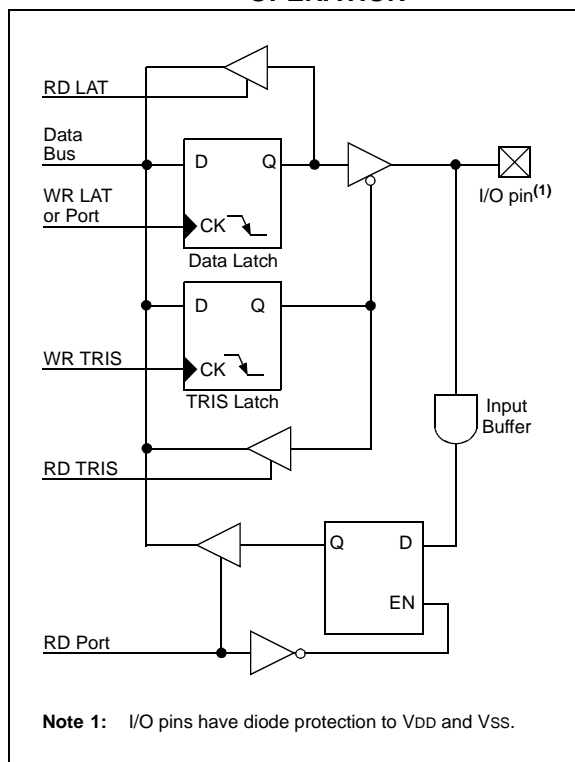 RD LAT
Data
Bus
D Q
I/O pin(1)
WR LAT
or Port
CK
Data Latch
D Q
WR TRIS
CK
TRIS Latch
Input
Buffer
RD TRIS
Q D
EN
RD Port
Note 1: I/O pins have diode protection to VDD and VSS.